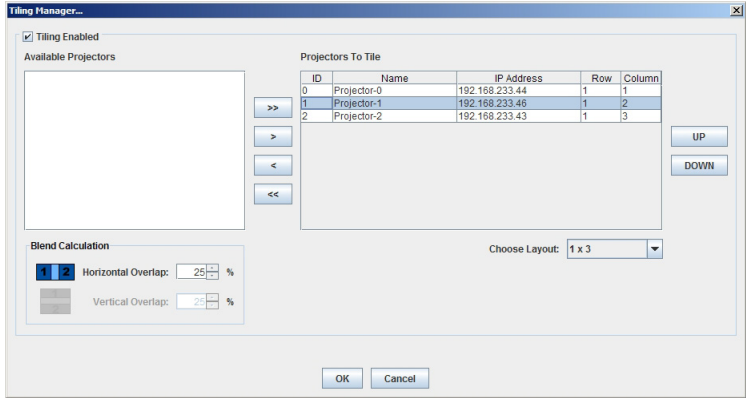 Tiling Manager...
Tiling Enabled
Available Projectors
Projectors To Tile
ID Name IP Address Row Column
0 Projector-0 192.168.233.44 1 1
1 Projector-1 192.168.233.46 1 2
2 Projector-2 192.168.233.43 1 3
>>
>
<
<<
UP
DOWN
Blend Calculation
1 2 Horizontal Overlap: 25 %
Vertical Overlap: 25 %
Choose Layout: 1 x 3
OK Cancel